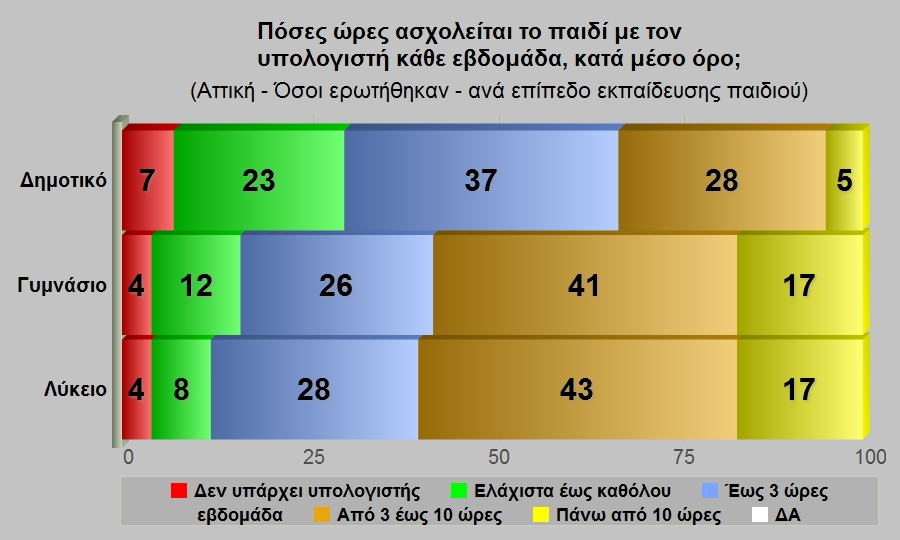 Πόσες ώρες ασχολείται το παιδί με τον
υπολογιστή κάθε εβδομάδα, κατά μέσο όρο;
(Αττική - Όσοι ερωτήθηκαν - ανά επίπεδο εκπαίδευσης παιδιού)
Δημοτικό 7 23 37 28 5
Γυμνάσιο 4 12 26 41 17
Λύκειο 4 8 28 43 17
0 25 50 75 100
Δεν υπάρχει υπολογιστής Ελάχιστα έως καθόλου Έως 3 ώρες
εβδομάδα Από 3 έως 10 ώρες Πάνω από 10 ώρες ΔΑ